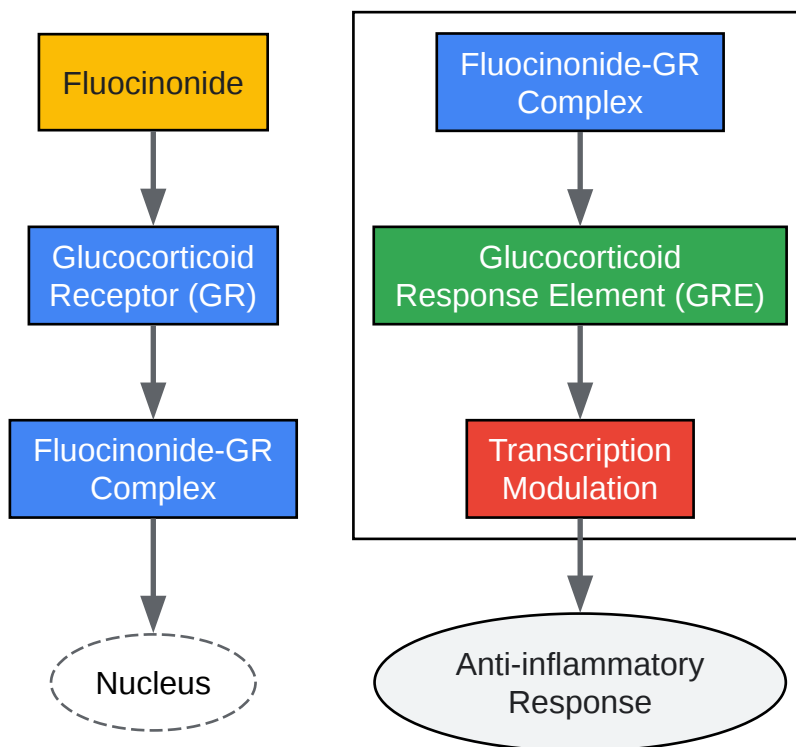 Fluocinonide
Glucocorticoid
Receptor (GR)
Fluocinonide-GR
Complex
Nucleus
Fluocinonide-GR
Complex
Glucocorticoid
Response Element (GRE)
Transcription
Modulation
Anti-inflammatory
Response